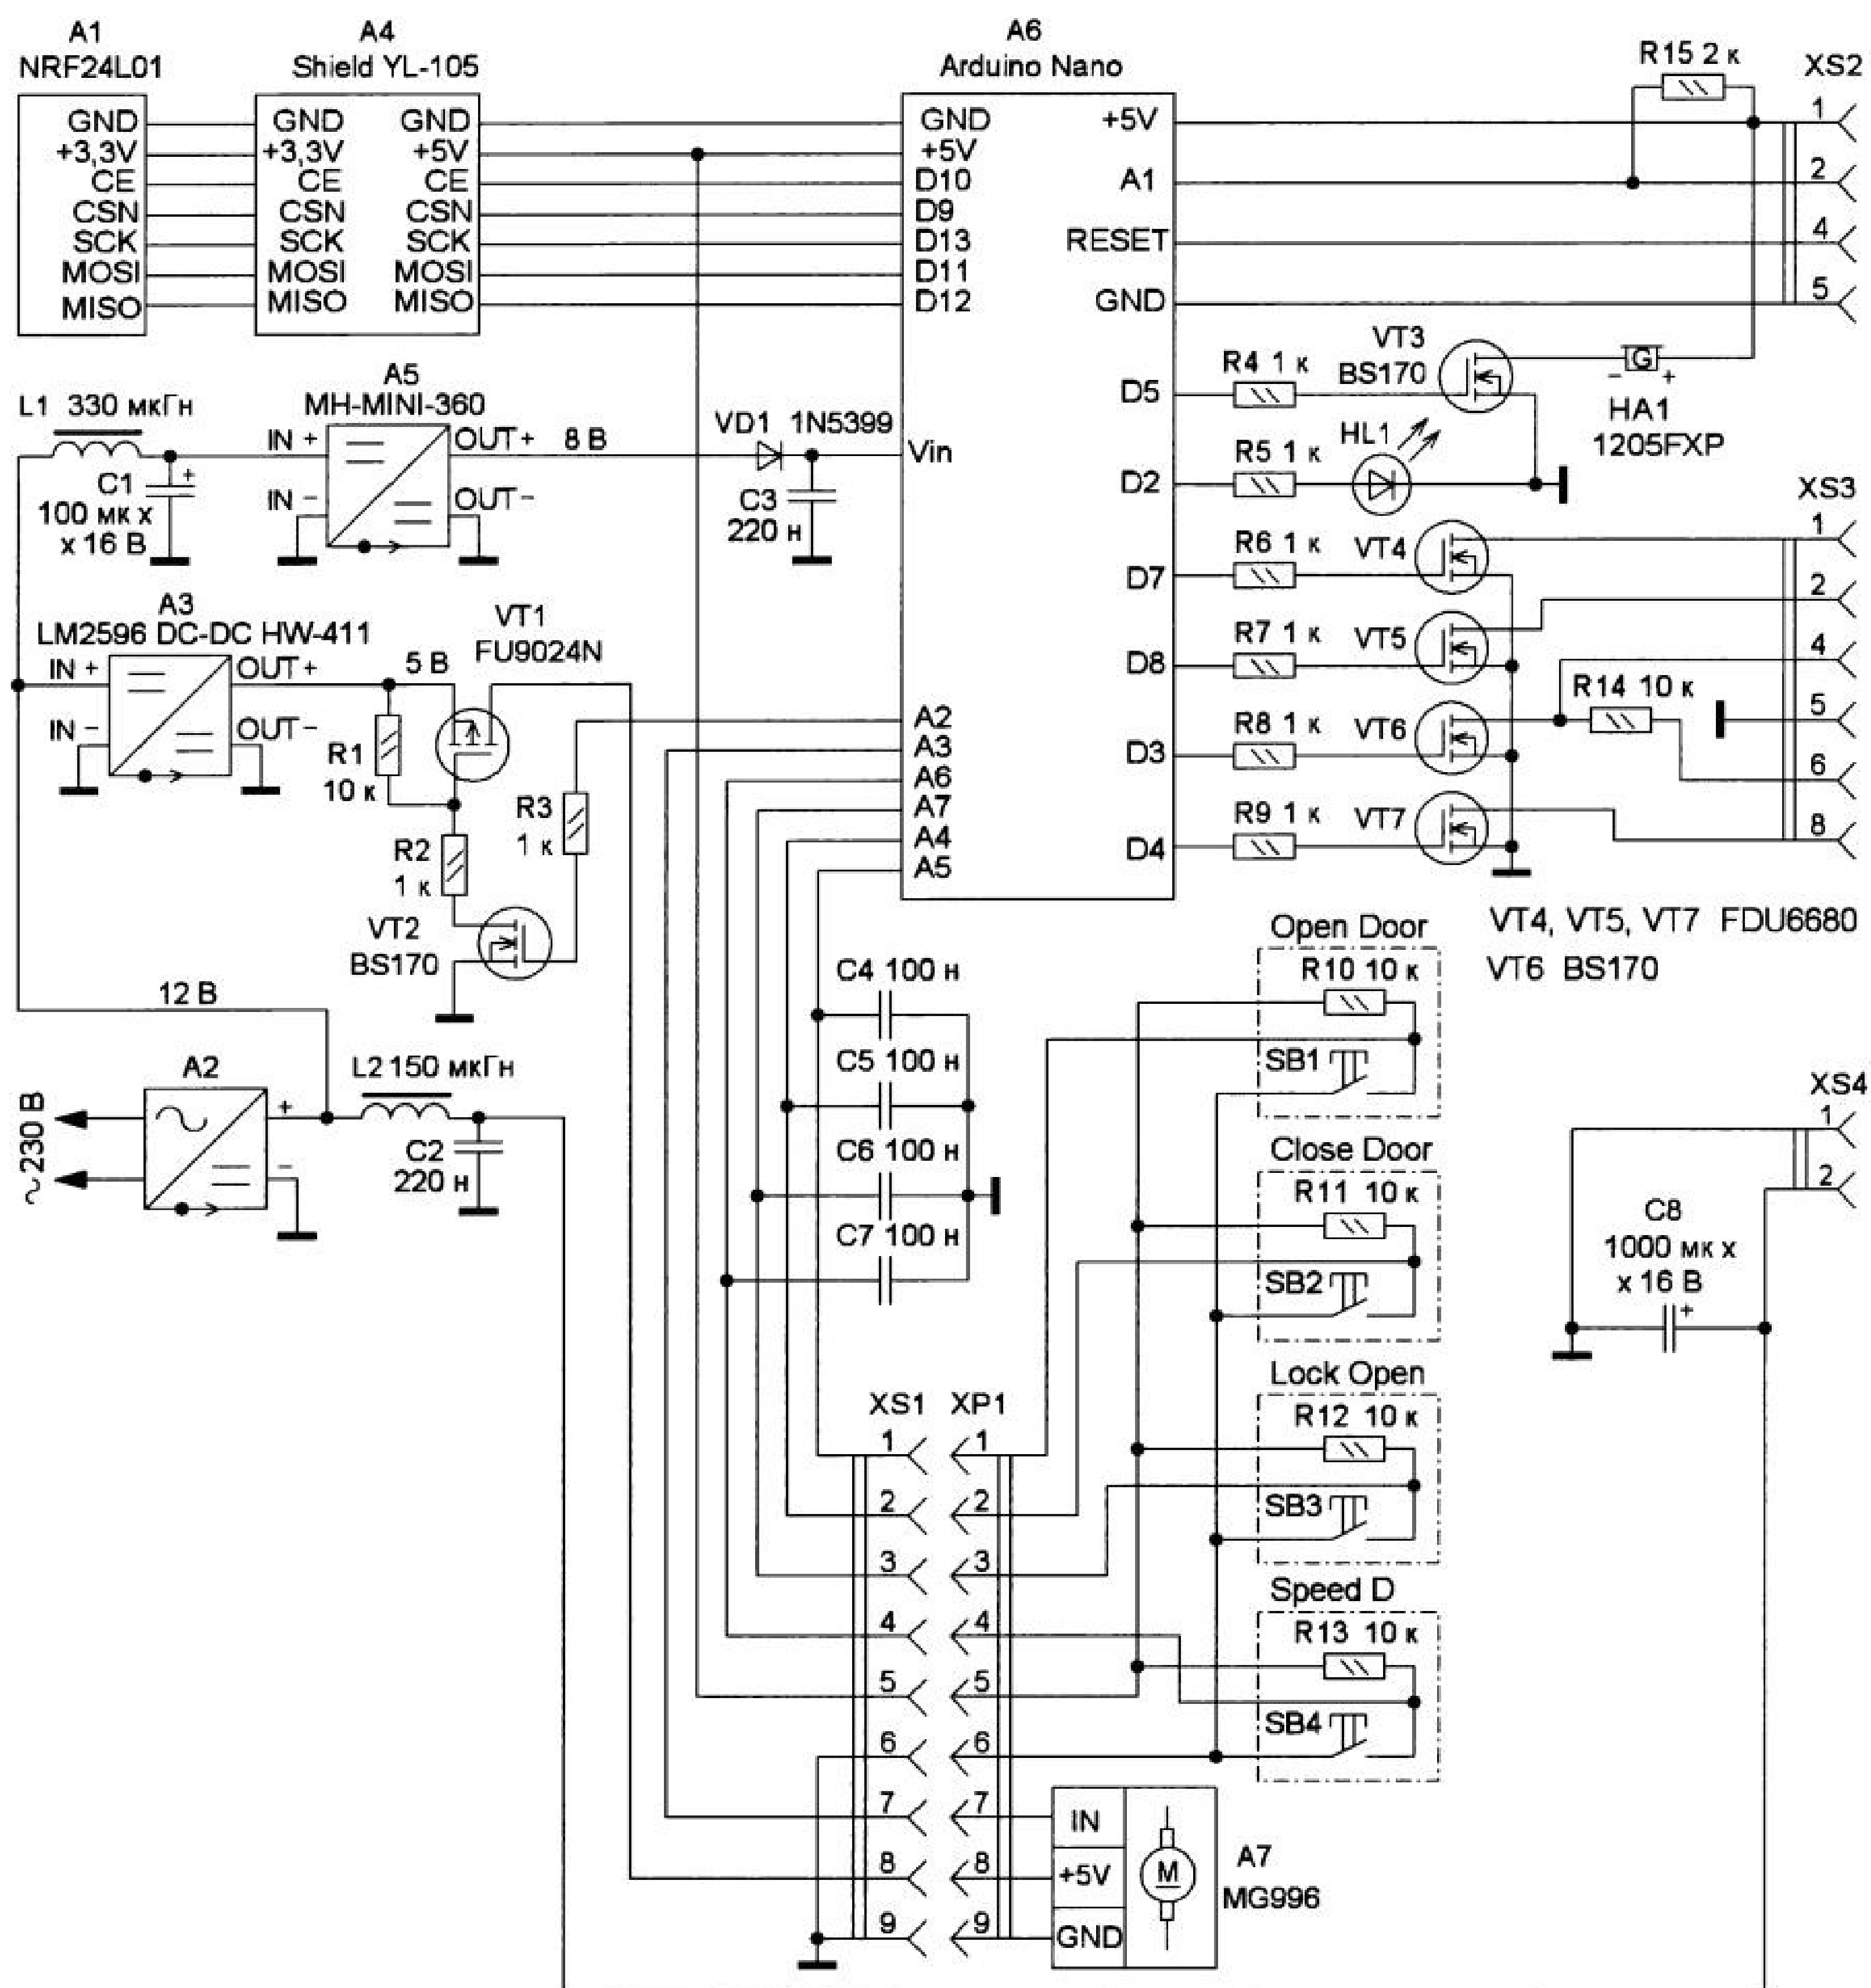 A1
NRF24L01
GND
+3,3V
CE
CSN
SCK
MOSI
MISO
A4
Shield YL-105
GND GND
+3,3V +5V
CE CE
CSN CSN
SCK SCK
MOSI MOSI
MISO MISO
A6
Arduino Nano
GND +5V
+5V
D10 A1
D9
D13 RESET
D11
D12 GND
D5
Vin
D2
D7
D8
A2
A3 D3
A6
A7
A4 D4
A5
R15 2 к
XS2
1
2
4
5
VT3
BS170
R4 1 к
G
- +
HA1
1205FXP
HL1
R5 1 к
L1 330 мкГн
C1
+
100 мк х
х 16 В
A5
MH-MINI-360
IN + OUT+ 8 В
IN - OUT-
VD1 1N5399
C3
220 н
XS3
1
2
4
5
6
8
R6 1 к VT4
R7 1 к VT5
R8 1 к VT6
R9 1 к VT7
R14 10 к
VT4, VT5, VT7 FDU6680
VT6 BS170
A3
LM2596 DC-DC HW-411
IN + OUT+ 5 В
IN - OUT-
VT1
FU9024N
R1
10 к
R2
1 к
R3
1 к
VT2
BS170
12 В
A2
~230 В
+
-
L2 150 мкГн
C2
220 н
C4 100 н
C5 100 н
C6 100 н
C7 100 н
Open Door
R10 10 к
SB1
Close Door
R11 10 к
SB2
Lock Open
R12 10 к
SB3
Speed D
R13 10 к
SB4
XS4
1
2
C8
1000 мк х
х 16 В
+
XS1 XP1
1 1
2 2
3 3
4 4
5 5
6 6
7 7
8 8
9 9
IN
+5V
GND
M
A7
MG996